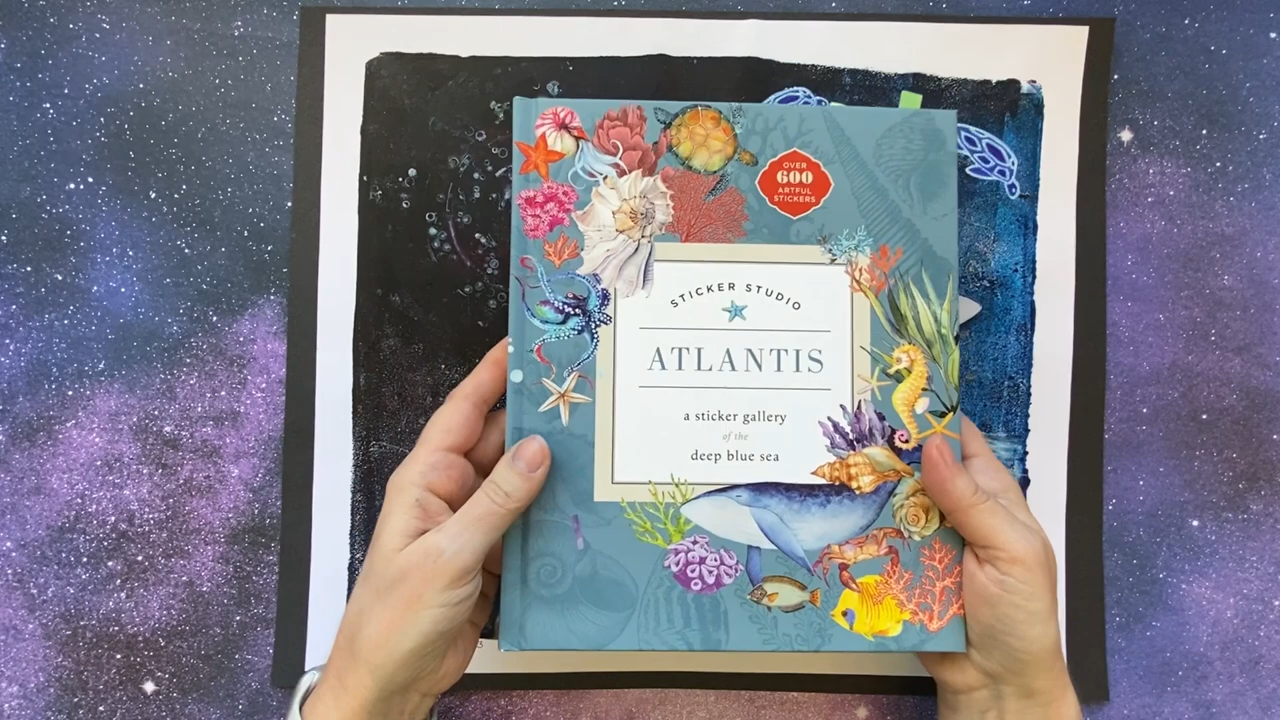 OVER
600
ARTFUL
STICKERS
STICKER STUDIO
ATLANTIS
a sticker gallery
of the
deep blue sea